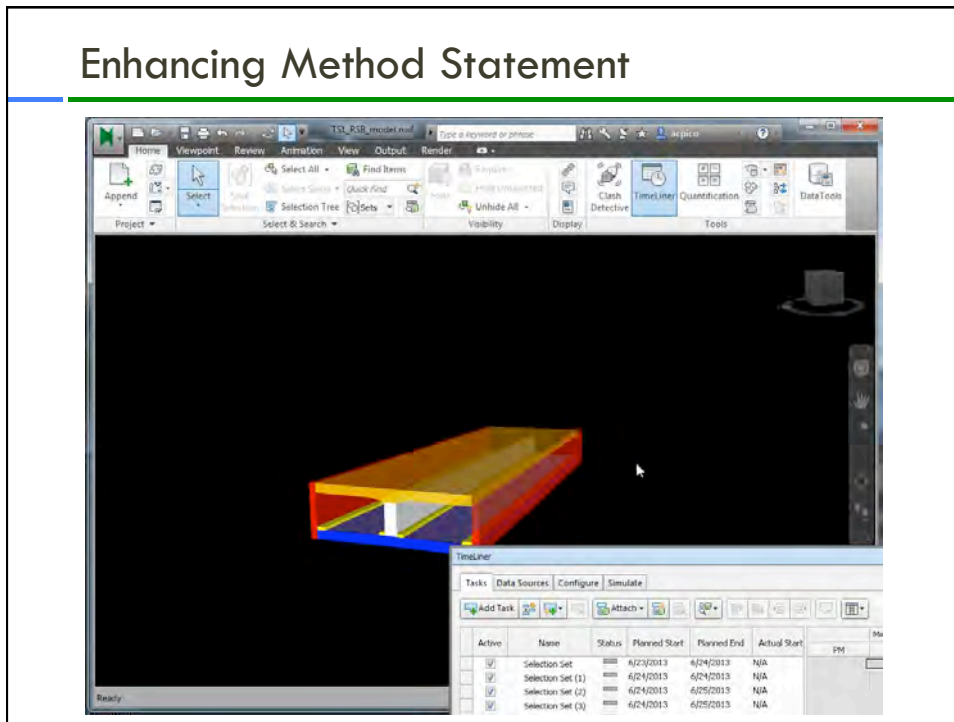 Enhancing Method Statement
TSL_RSB_model.nwd
Type a keyword or phrase
acpico
Home Viewpoint Review Animation View Output Render
Append
Select
Select All
Find Items
Quick Find
Selection Tree
Sets
Unhide All
Clash Detective
TimeLiner
Quantification
DataTools
Project
Select & Search
Visibility
Display
Tools
TimeLiner
Tasks Data Sources Configure Simulate
Add Task
Attach
Active Name Status Planned Start Planned End Actual Start
PM
Selection Set 6/23/2013 6/24/2013 N/A
Selection Set (1) 6/24/2013 6/24/2013 N/A
Selection Set (2) 6/24/2013 6/25/2013 N/A
Selection Set (3) 6/24/2013 6/25/2013 N/A
Ready